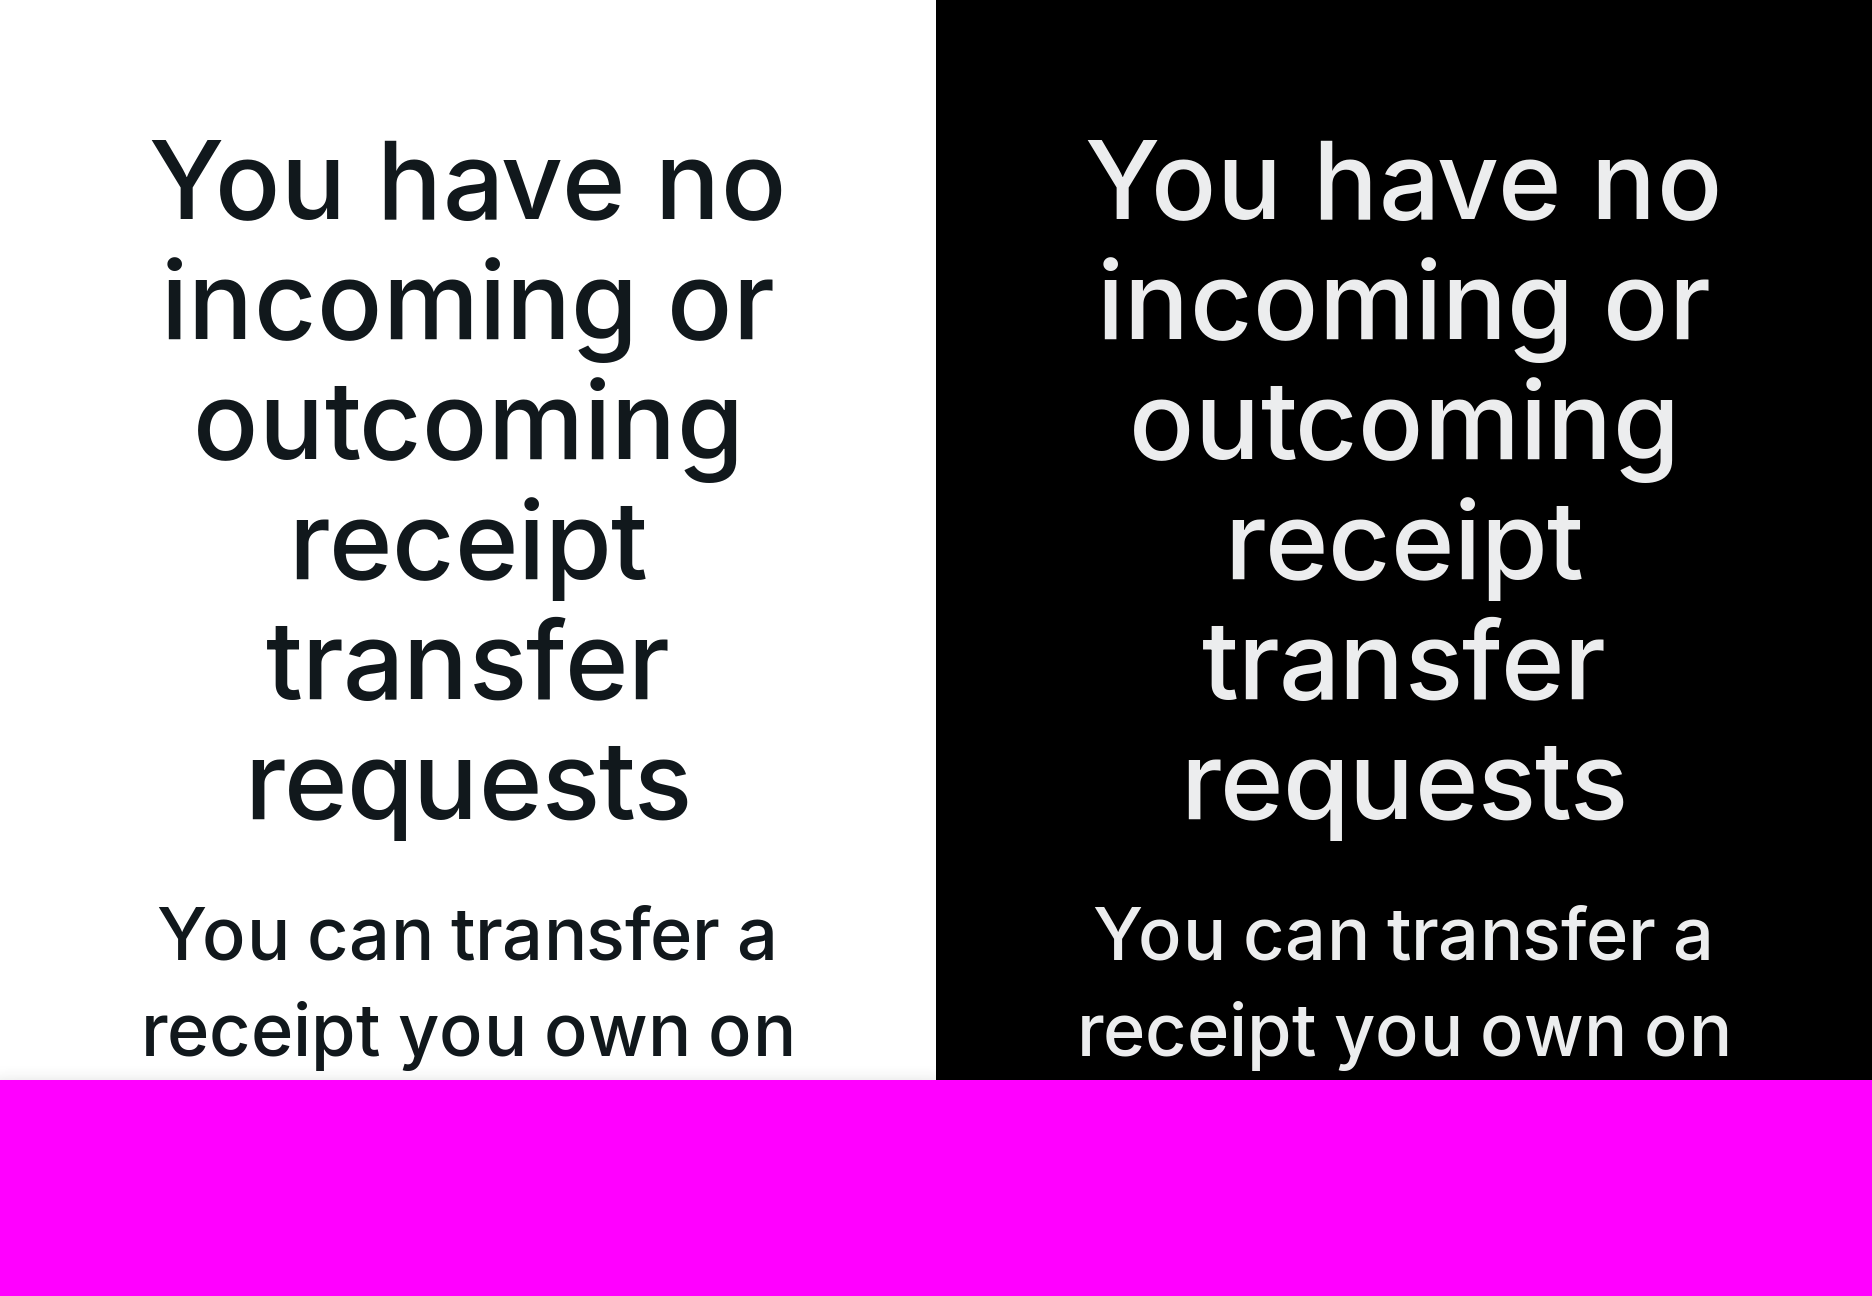 You have no
incoming or
outcoming
receipt
transfer
requests
You can transfer a
receipt you own on
You have no
incoming or
outcoming
receipt
transfer
requests
You can transfer a
receipt you own on